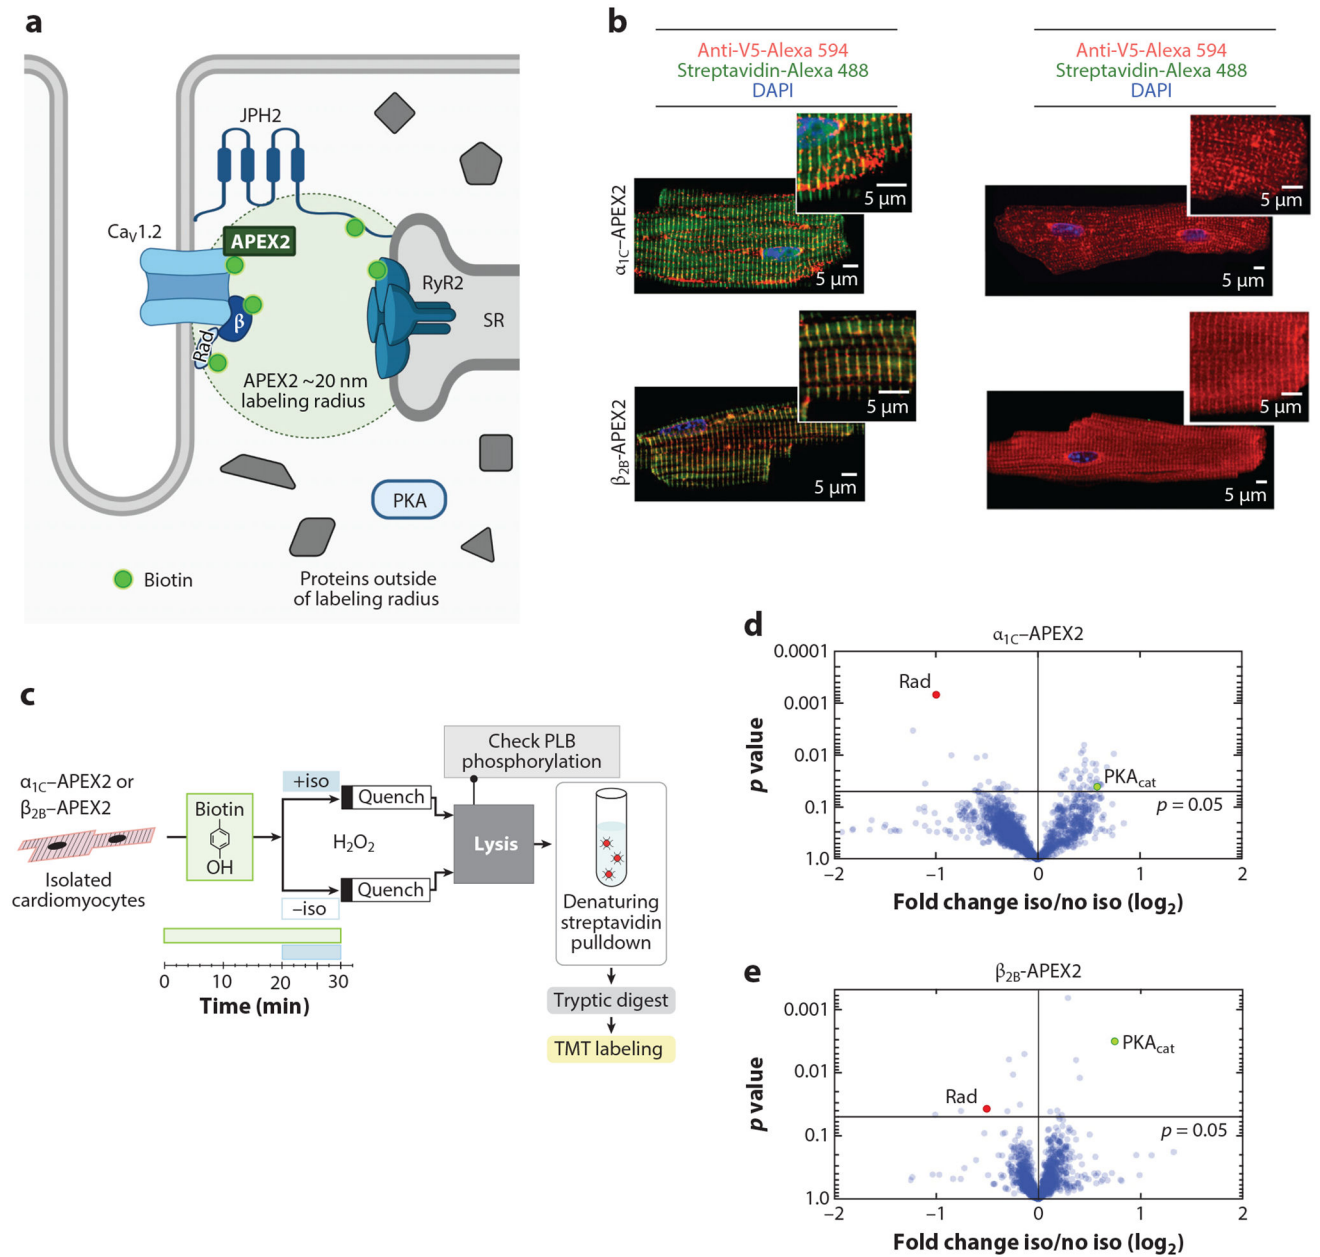 a
JPH2
CaV1.2
APEX2
RyR2
β
SR
Rad
APEX2 ~20 nm
labeling radius
PKA
Biotin
Proteins outside
of labeling radius
b
Anti-V5-Alexa 594
Streptavidin-Alexa 488
DAPI
Anti-V5-Alexa 594
Streptavidin-Alexa 488
DAPI
α1C–APEX2
5 μm
5 μm
5 μm
5 μm
β2B-APEX2
5 μm
5 μm
5 μm
5 μm
c
α1C–APEX2 or
β2B–APEX2
Isolated
cardiomyocytes
Biotin
OH
+iso
Quench
H2O2
Quench
–iso
Check PLB
phosphorylation
Lysis
Denaturing
streptavidin
pulldown
Tryptic digest
TMT labeling
0 10 20 30
Time (min)
d
α1C–APEX2
0.0001
0.001
0.01
0.1
1.0
p value
Rad
PKAcat
p = 0.05
–2 –1 0 1 2
Fold change iso/no iso (log2)
e
β2B-APEX2
0.001
0.01
0.1
1.0
p value
PKAcat
Rad
p = 0.05
–2 –1 0 1 2
Fold change iso/no iso (log2)